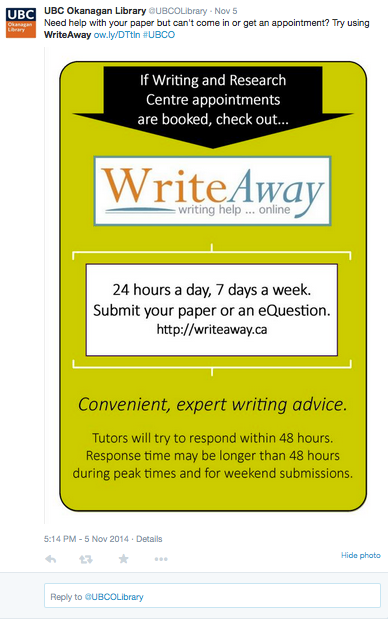 UBC
Okanagan
Library
UBC Okanagan Library @UBCOLibrary · Nov 5
Need help with your paper but can't come in or get an appointment? Try using
WriteAway ow.ly/DTtln #UBCO
If Writing and Research
Centre appointments
are booked, check out...
WriteAway
writing help ... online
24 hours a day, 7 days a week.
Submit your paper or an eQuestion.
http://writeaway.ca
Convenient, expert writing advice.
Tutors will try to respond within 48 hours.
Response time may be longer than 48 hours
during peak times and for weekend submissions.
5:14 PM - 5 Nov 2014 · Details
Hide photo
Reply to @UBCOLibrary